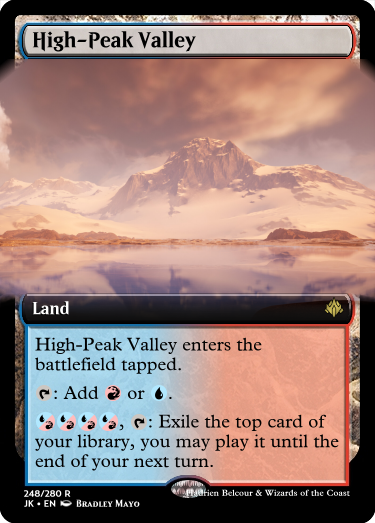 High-Peak Valley
Land
High-Peak Valley enters the
battlefield tapped.
: Add or .
, : Exile the top card of
your library, you may play it until the
end of your next turn.
248/280 R
JK • EN Bradley Mayo
Hadrien Belcour & Wizards of the Coast